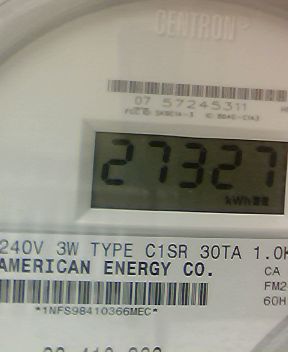 CENTRON®
07 57245311
27327
kWh
240V 3W TYPE C1SR 30TA 1.0K
AMERICAN ENERGY CO.
CA
FM2
60H
*1NFS98410366MEC*